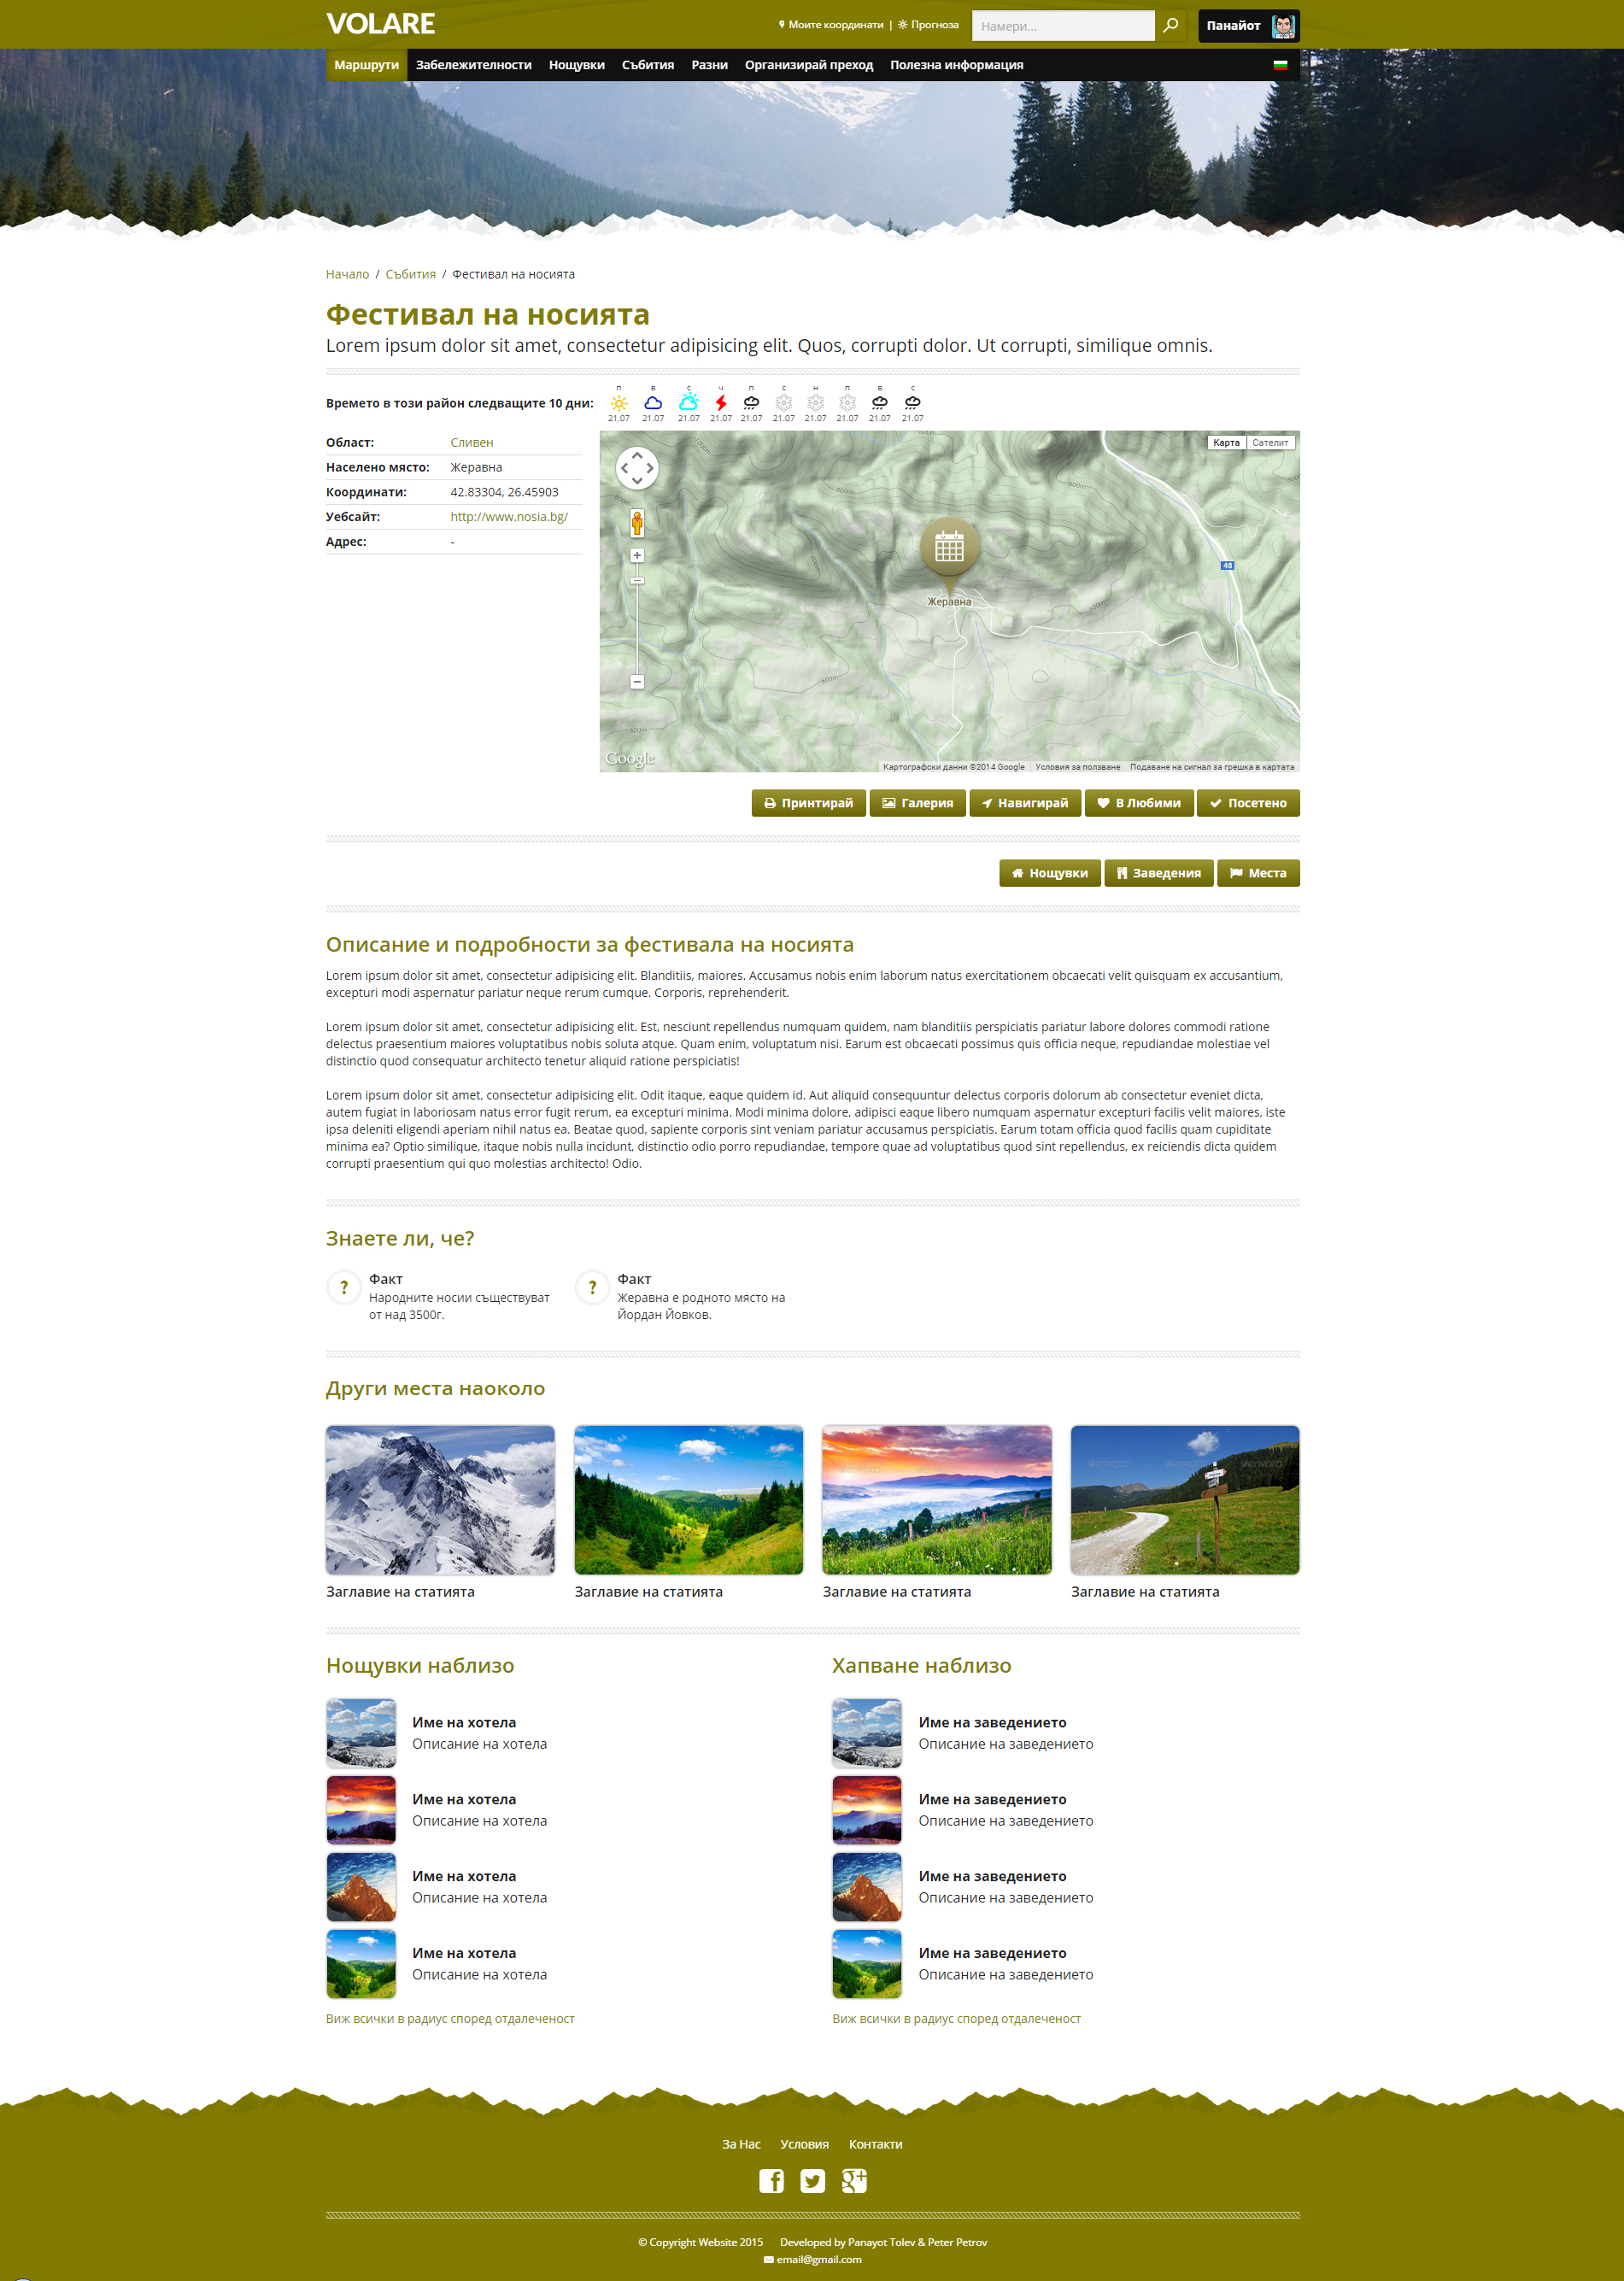 VOLARE
Моите координати | Прогноза
Намери...
Панайот
Маршрути Забележителности Нощувки Събития Разни Организирай преход Полезна информация
Начало / Събития / Фестивал на носията
Фестивал на носията
Lorem ipsum dolor sit amet, consectetur adipisicing elit. Quos, corrupti dolor. Ut corrupti, similique omnis.
п в с ч п с н п в с
Времето в този район следващите 10 дни:
21.07 21.07 21.07 21.07 21.07 21.07 21.07 21.07 21.07 21.07
Област: Сливен
Населено място: Жеравна
Координати: 42.83304, 26.45903
Уебсайт: http://www.nosia.bg/
Адрес: -
Карта Сателит
48
Жеравна
Google
Картографски данни ©2014 Google Условия за ползване Подаване на сигнал за грешка в картата
Принтирай Галерия Навигирай В Любими Посетено
Нощувки Заведения Места
Описание и подробности за фестивала на носията
Lorem ipsum dolor sit amet, consectetur adipisicing elit. Blanditiis, maiores. Accusamus nobis enim laborum natus exercitationem obcaecati velit quisquam ex accusantium,
excepturi modi aspernatur pariatur neque rerum cumque. Corporis, reprehenderit.
Lorem ipsum dolor sit amet, consectetur adipisicing elit. Est, nesciunt repellendus numquam quidem, nam blanditiis perspiciatis pariatur labore dolores commodi ratione
delectus praesentium maiores voluptatibus nobis soluta atque. Quam enim, voluptatum nisi. Earum est obcaecati possimus quis officia neque, repudiandae molestiae vel
distinctio quod consequatur architecto tenetur aliquid ratione perspiciatis!
Lorem ipsum dolor sit amet, consectetur adipisicing elit. Odit itaque, eaque quidem id. Aut aliquid consequuntur delectus corporis dolorum ab consectetur eveniet dicta,
autem fugiat in laboriosam natus error fugit rerum, ea excepturi minima. Modi minima dolore, adipisci eaque libero numquam aspernatur excepturi facilis velit maiores, iste
ipsa deleniti eligendi aperiam nihil natus ea. Beatae quod, sapiente corporis sint veniam pariatur accusamus perspiciatis. Earum totam officia quod facilis quam cupiditate
minima ea? Optio similique, itaque nobis nulla incidunt, distinctio odio porro repudiandae, tempore quae ad voluptatibus quod sint repellendus, ex reiciendis dicta quidem
corrupti praesentium qui quo molestias architecto! Odio.
Знаете ли, че?
? Факт ? Факт
Народните носии съществуват Жеравна е родното място на
от над 3500г. Йордан Йовков.
Други места наоколо
Заглавие на статията Заглавие на статията Заглавие на статията Заглавие на статията
Нощувки наблизо Хапване наблизо
Име на хотела Име на заведението
Описание на хотела Описание на заведението
Име на хотела Име на заведението
Описание на хотела Описание на заведението
Име на хотела Име на заведението
Описание на хотела Описание на заведението
Име на хотела Име на заведението
Описание на хотела Описание на заведението
Виж всички в радиус според отдалеченост Виж всички в радиус според отдалеченост
За Нас Условия Контакти
© Copyright Website 2015 Developed by Panayot Tolev & Peter Petrov
email@gmail.com